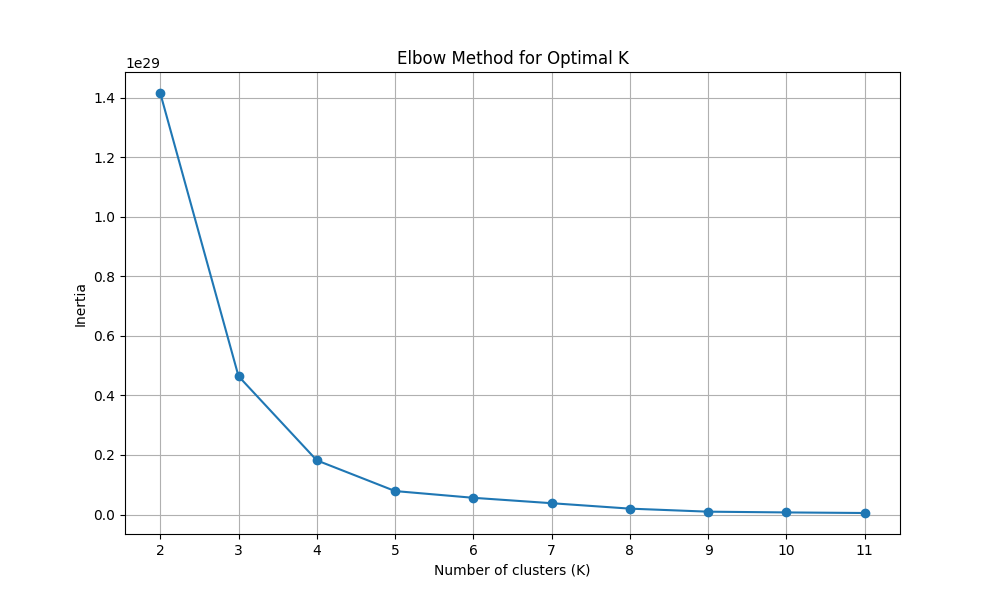 Elbow Method for Optimal K
1e29
1.4
1.2
1.0
0.8
0.6
0.4
0.2
0.0
Inertia
2 3 4 5 6 7 8 9 10 11
Number of clusters (K)